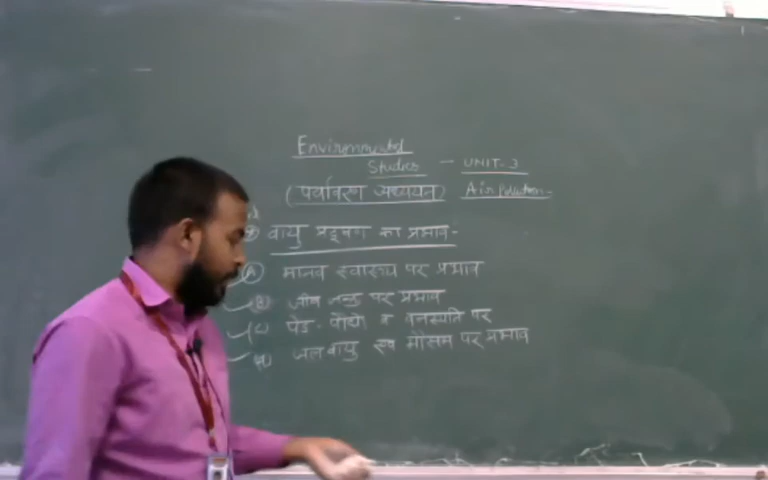 Environmental
Studies - UNIT-3
(पर्यावरण अध्ययन) Air Pollution-
वायु प्रदूषण का प्रभाव-
(A) मानव स्वास्थ्य पर प्रभाव
(B) जीव जन्तु पर प्रभाव
(C) पेड-पौधो व वनस्पति पर
(D) जलवायु एवं मौसम पर प्रभाव